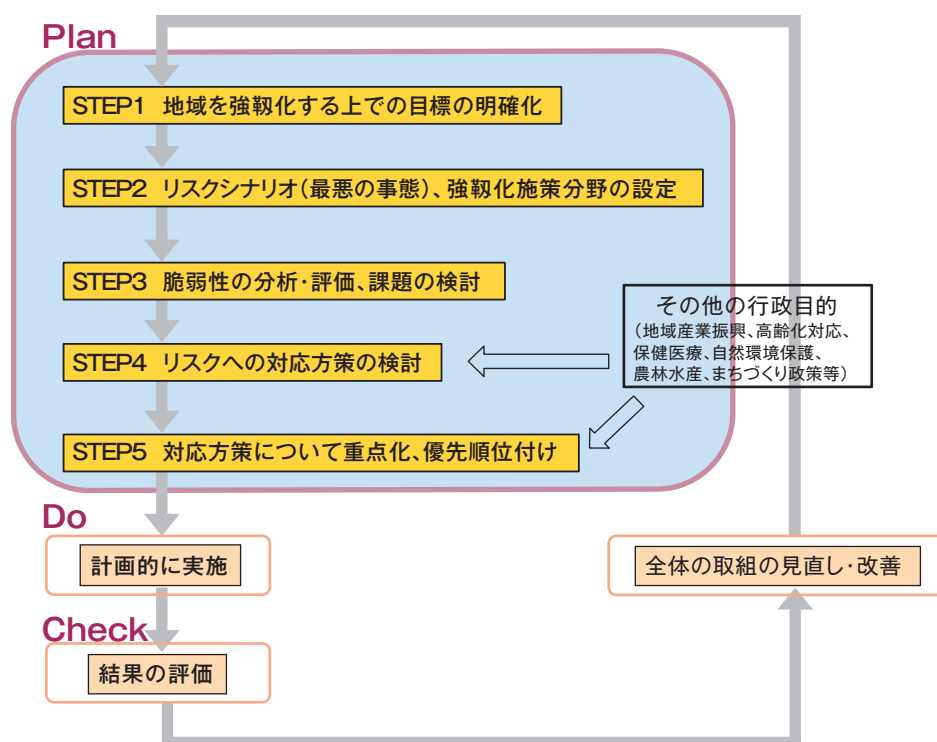 Plan
STEP1 地域を強靱化する上での目標の明確化
STEP2 リスクシナリオ(最悪の事態)、強靱化施策分野の設定
STEP3 脆弱性の分析・評価、課題の検討
その他の行政目的
(地域産業振興、高齢化対応、
保健医療、自然環境保護、
農林水産、まちづくり政策等)
STEP4 リスクへの対応方策の検討
STEP5 対応方策について重点化、優先順位付け
Do
計画的に実施
全体の取組の見直し・改善
Check
結果の評価